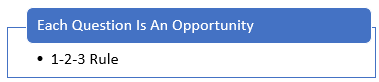 Each Question Is An Opportunity
• 1-2-3 Rule